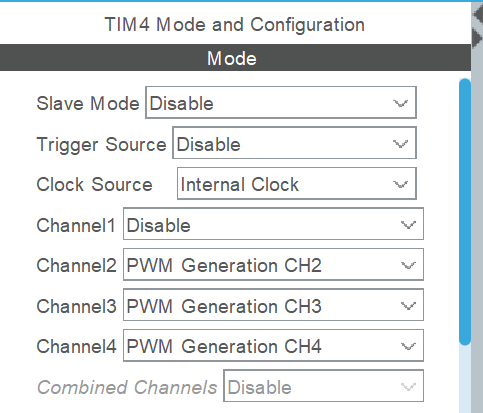 TIM4 Mode and Configuration
Mode
Slave Mode Disable
Trigger Source Disable
Clock Source Internal Clock
Channel1 Disable
Channel2 PWM Generation CH2
Channel3 PWM Generation CH3
Channel4 PWM Generation CH4
Combined Channels Disable